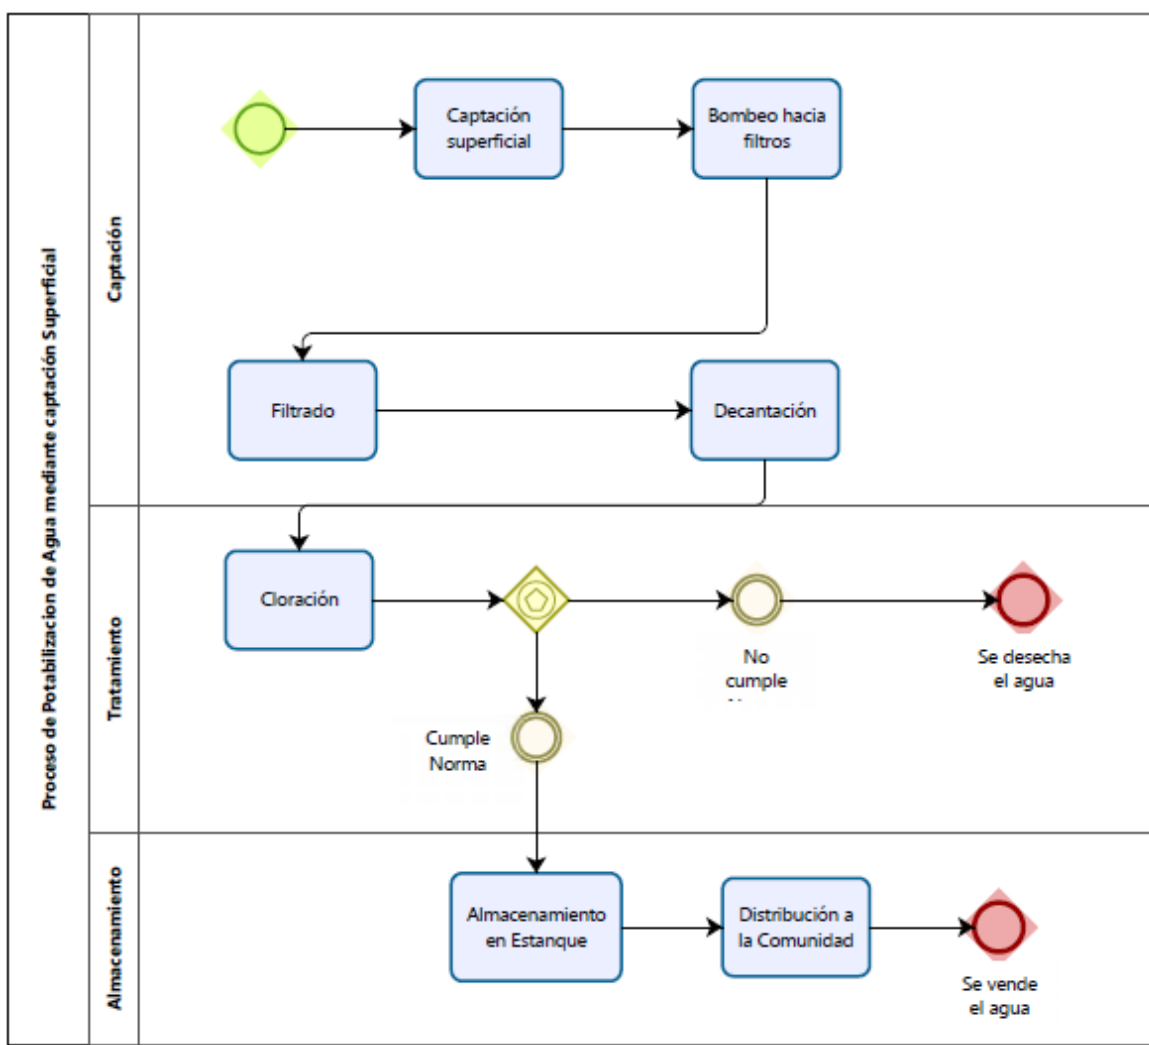 Proceso de Potabilizacion de Agua mediante captación Superficial
Captación
Captación
superficial
Bombeo hacia
filtros
Filtrado
Decantación
Tratamiento
Cloración
No
cumple
Se desecha
el agua
Cumple
Norma
Almacenamiento
Almacenamiento
en Estanque
Distribución a
la Comunidad
Se vende
el agua